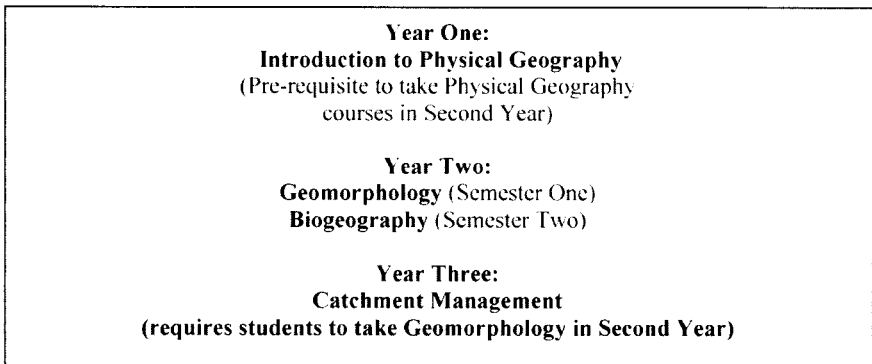 Year One:
Introduction to Physical Geography
(Pre-requisite to take Physical Geography
courses in Second Year)
Year Two:
Geomorphology (Semester One)
Biogeography (Semester Two)
Year Three:
Catchment Management
(requires students to take Geomorphology in Second Year)